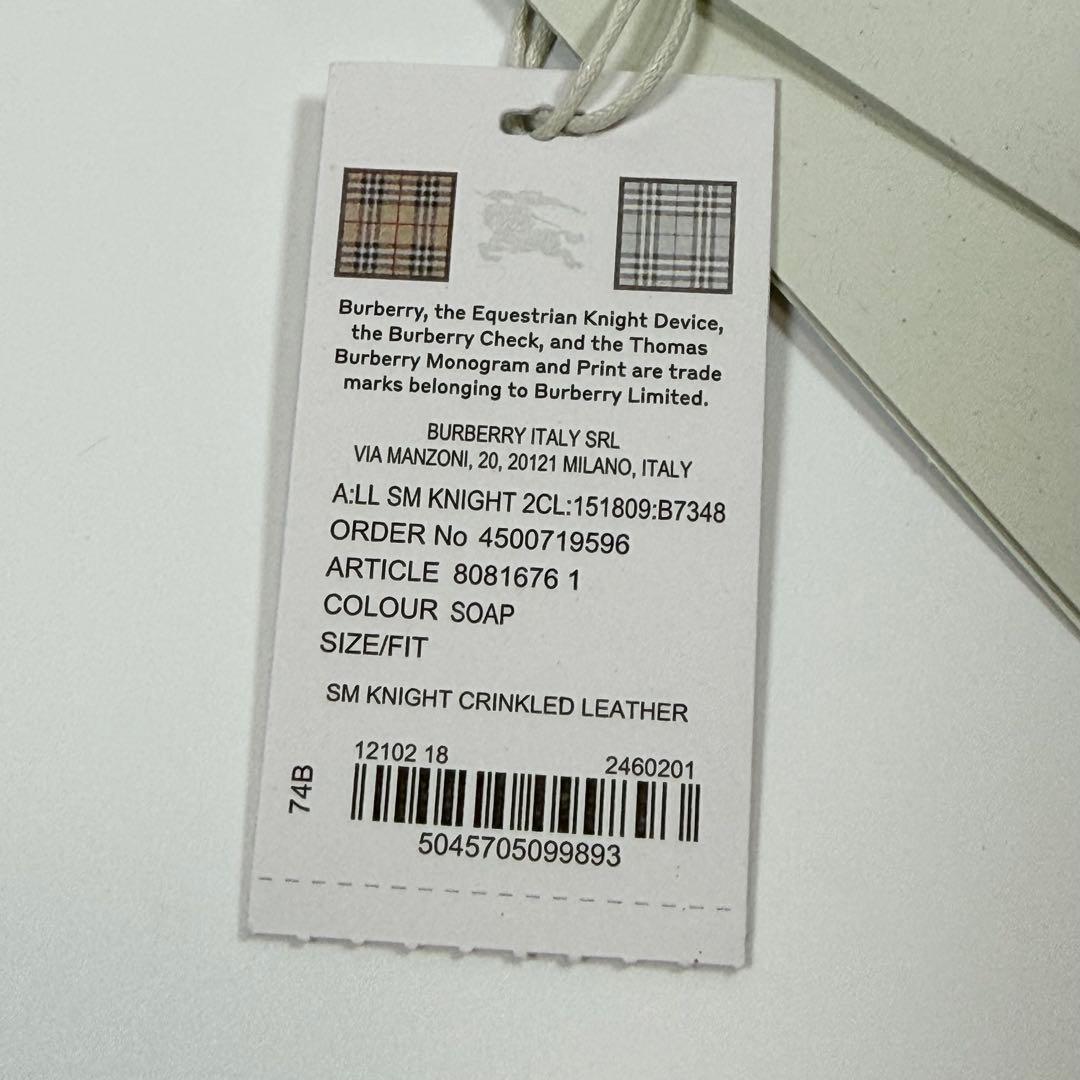 Burberry, the Equestrian Knight Device,
the Burberry Check, and the Thomas
Burberry Monogram and Print are trade
marks belonging to Burberry Limited.
BURBERRY ITALY SRL
VIA MANZONI, 20, 20121 MILANO, ITALY
A:LL SM KNIGHT 2CL:151809:B7348
ORDER No 4500719596
ARTICLE 8081676 1
COLOUR SOAP
SIZE/FIT
SM KNIGHT CRINKLED LEATHER
12102 18 2460201
74B
5045705099893